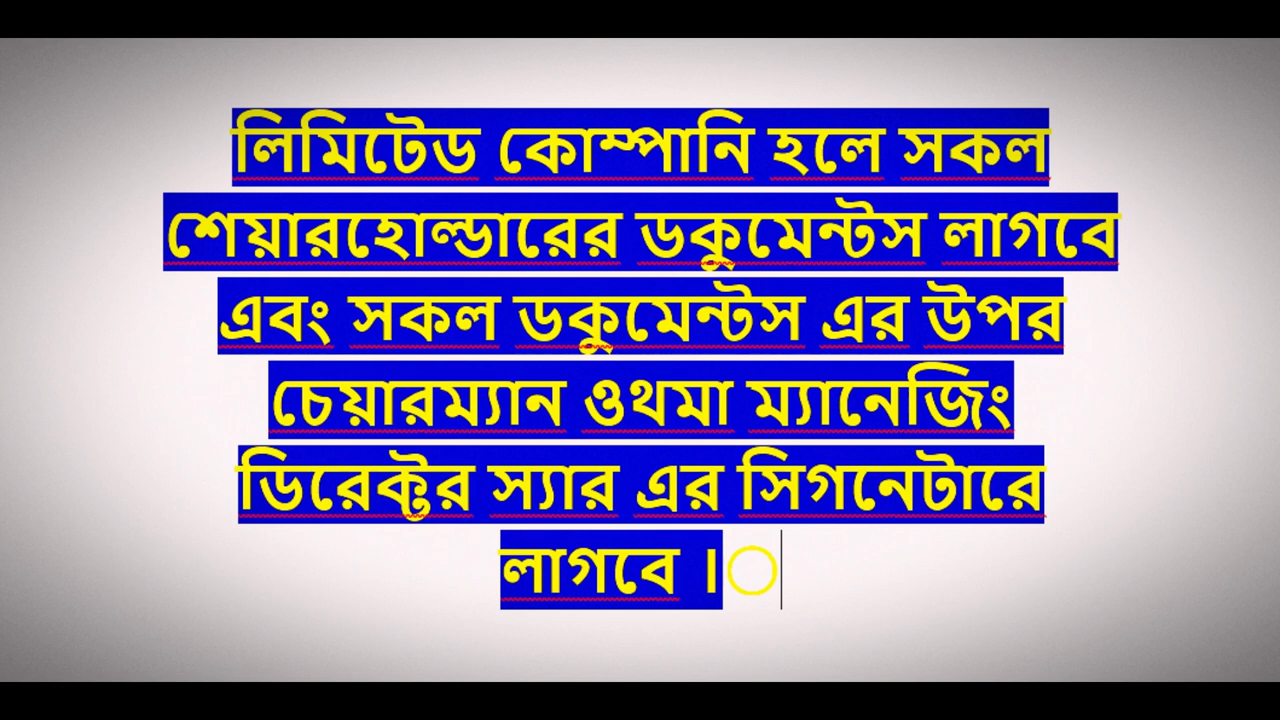 লিমিটেড কোম্পানি হলে সকল
শেয়ারহোল্ডারের ডকুমেন্টস লাগবে
এবং সকল ডকুমেন্টস এর উপর
চেয়ারম্যান ওথমা ম্যানেজিং
ডিরেক্টর স্যার এর সিগনেটারে
লাগবে ।